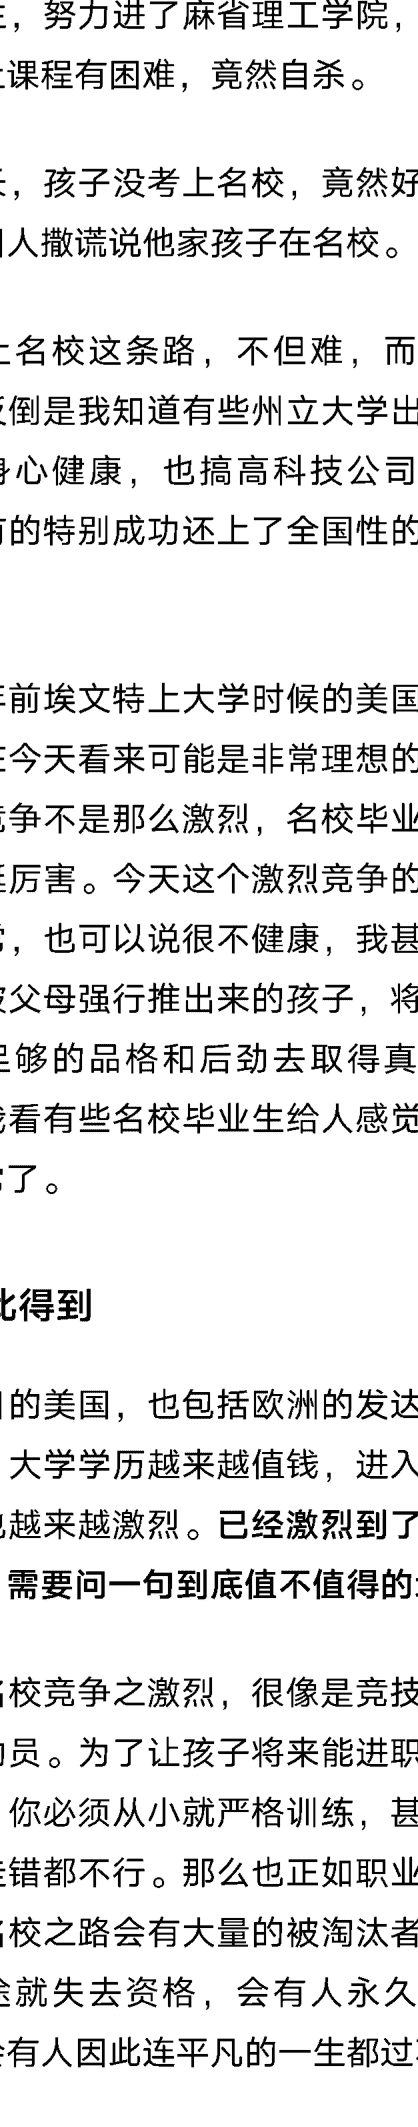 ，努力进了麻省理工学院，
课程有困难，竟然自杀。
，孩子没考上名校，竟然好
人撒谎说他家孩子在名校。
上名校这条路，不但难，而
反倒是我知道有些州立大学出
身心健康，也搞高科技公司
有的特别成功还上了全国性的
年前埃文特上大学时候的美国
在今天看来可能是非常理想的
竞争不是那么激烈，名校毕业
挺厉害。今天这个激烈竞争的
，也可以说很不健康，我甚
被父母强行推出来的孩子，将
足够的品格和后劲去取得真
我看有些名校毕业生给人感觉
了。
比得到
的美国，也包括欧洲的发达
大学学历越来越值钱，进入
也越来越激烈。已经激烈到了
需要问一句到底值不值得的
名校竞争之激烈，很像是竞技
动员。为了让孩子将来能进职
你必须从小就严格训练，甚
走错都不行。那么也正如职业
名校之路会有大量的被淘汰者
途就失去资格，会有人永久
会有人因此连平凡的一生都过